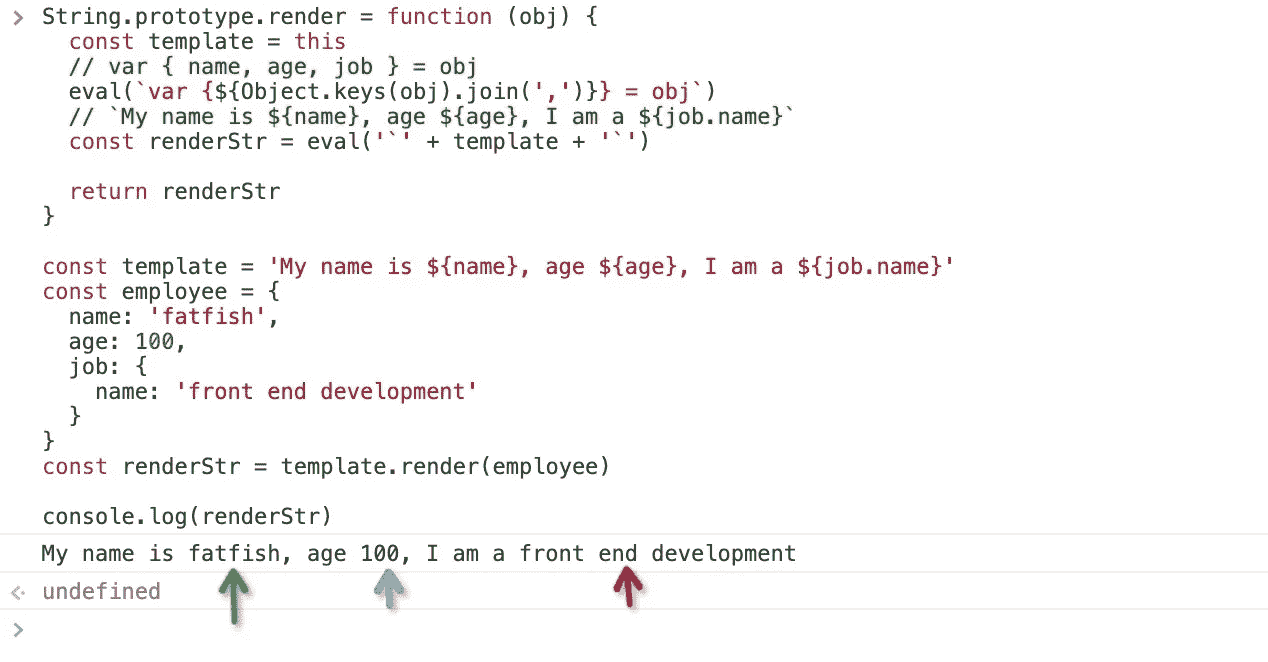 > String.prototype.render = function (obj) {
  const template = this
  // var { name, age, job } = obj
  eval(`var {${Object.keys(obj).join(',')}} = obj`)
  // `My name is ${name}, age ${age}, I am a ${job.name}`
  const renderStr = eval('`' + template + '`')
  return renderStr
}
const template = 'My name is ${name}, age ${age}, I am a ${job.name}'
const employee = {
  name: 'fatfish',
  age: 100,
  job: {
    name: 'front end development'
  }
}
const renderStr = template.render(employee)
console.log(renderStr)
My name is fatfish, age 100, I am a front end development
undefined
>